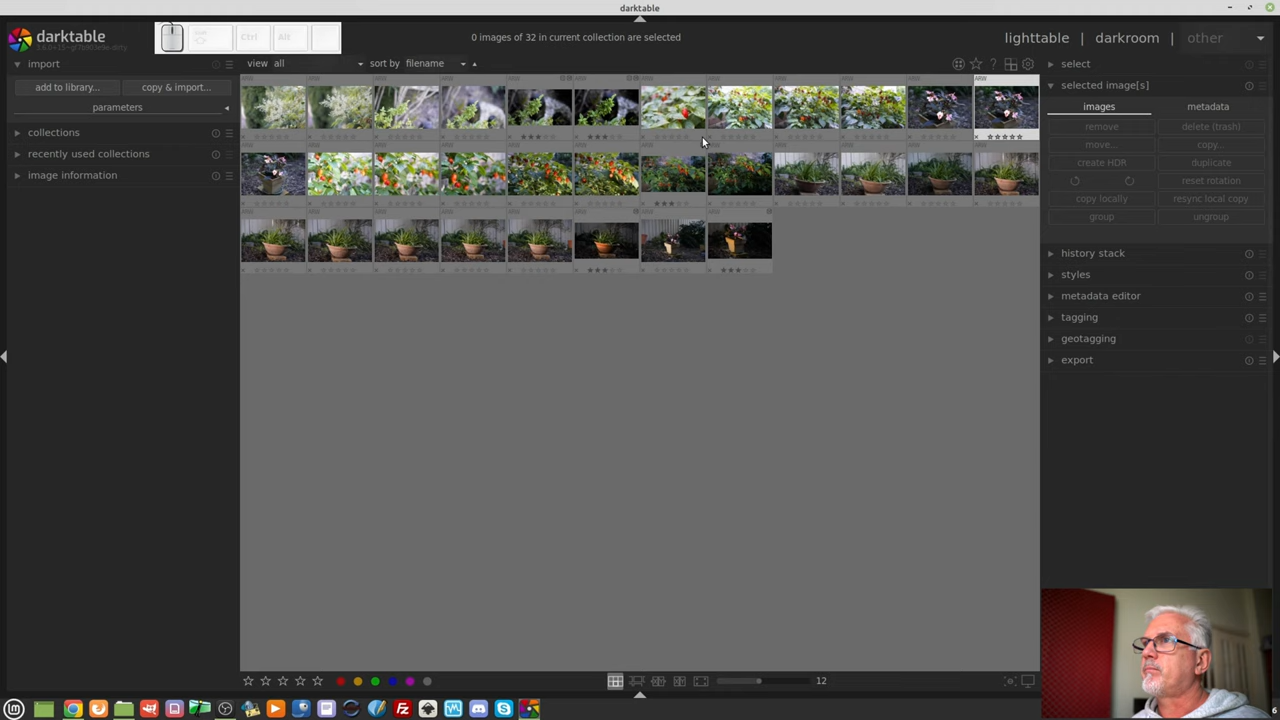 darktable
darktable
Ctrl Alt
0 images of 32 in current collection are selected
lighttable | darkroom | other
import
view all sort by filename
select
add to library... copy & import...
selected image[s]
parameters
images metadata
collections
remove delete (trash)
move... copy...
recently used collections
create HDR duplicate
image information
reset rotation
copy locally resync local copy
group ungroup
history stack
styles
metadata editor
tagging
geotagging
export
12